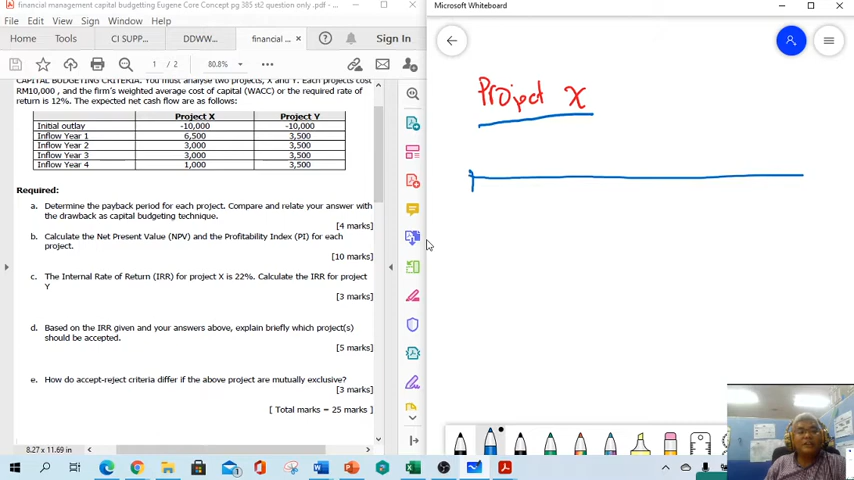 financial management capital budgetting Eugene Core Concept pg 385 st2 question only .pdf -
File Edit View Sign Window Help
Home Tools CI SUPP... DDWW... financial ... × Sign In
1 / 2 80.8%
CAPITAL BUDGETING CRITERIA. You must analyse two projects, X and Y. Each projects cost
RM10,000 , and the firm's weighted average cost of capital (WACC) or the required rate of
return is 12%. The expected net cash flow are as follows:
Project X Project Y
Initial outlay -10,000 -10,000
Inflow Year 1 6,500 3,500
Inflow Year 2 3,000 3,500
Inflow Year 3 3,000 3,500
Inflow Year 4 1,000 3,500
Required:
a. Determine the payback period for each project. Compare and relate your answer with
the drawback as capital budgeting technique.
[4 marks]
b. Calculate the Net Present Value (NPV) and the Profitability Index (PI) for each
project.
[10 marks]
c. The Internal Rate of Return (IRR) for project X is 22%. Calculate the IRR for project
Y
[3 marks]
d. Based on the IRR given and your answers above, explain briefly which project(s)
should be accepted.
[5 marks]
e. How do accept-reject criteria differ if the above project are mutually exclusive?
[3 marks]
[ Total marks = 25 marks ]
8.27 x 11.69 in
Microsoft Whiteboard
Project X